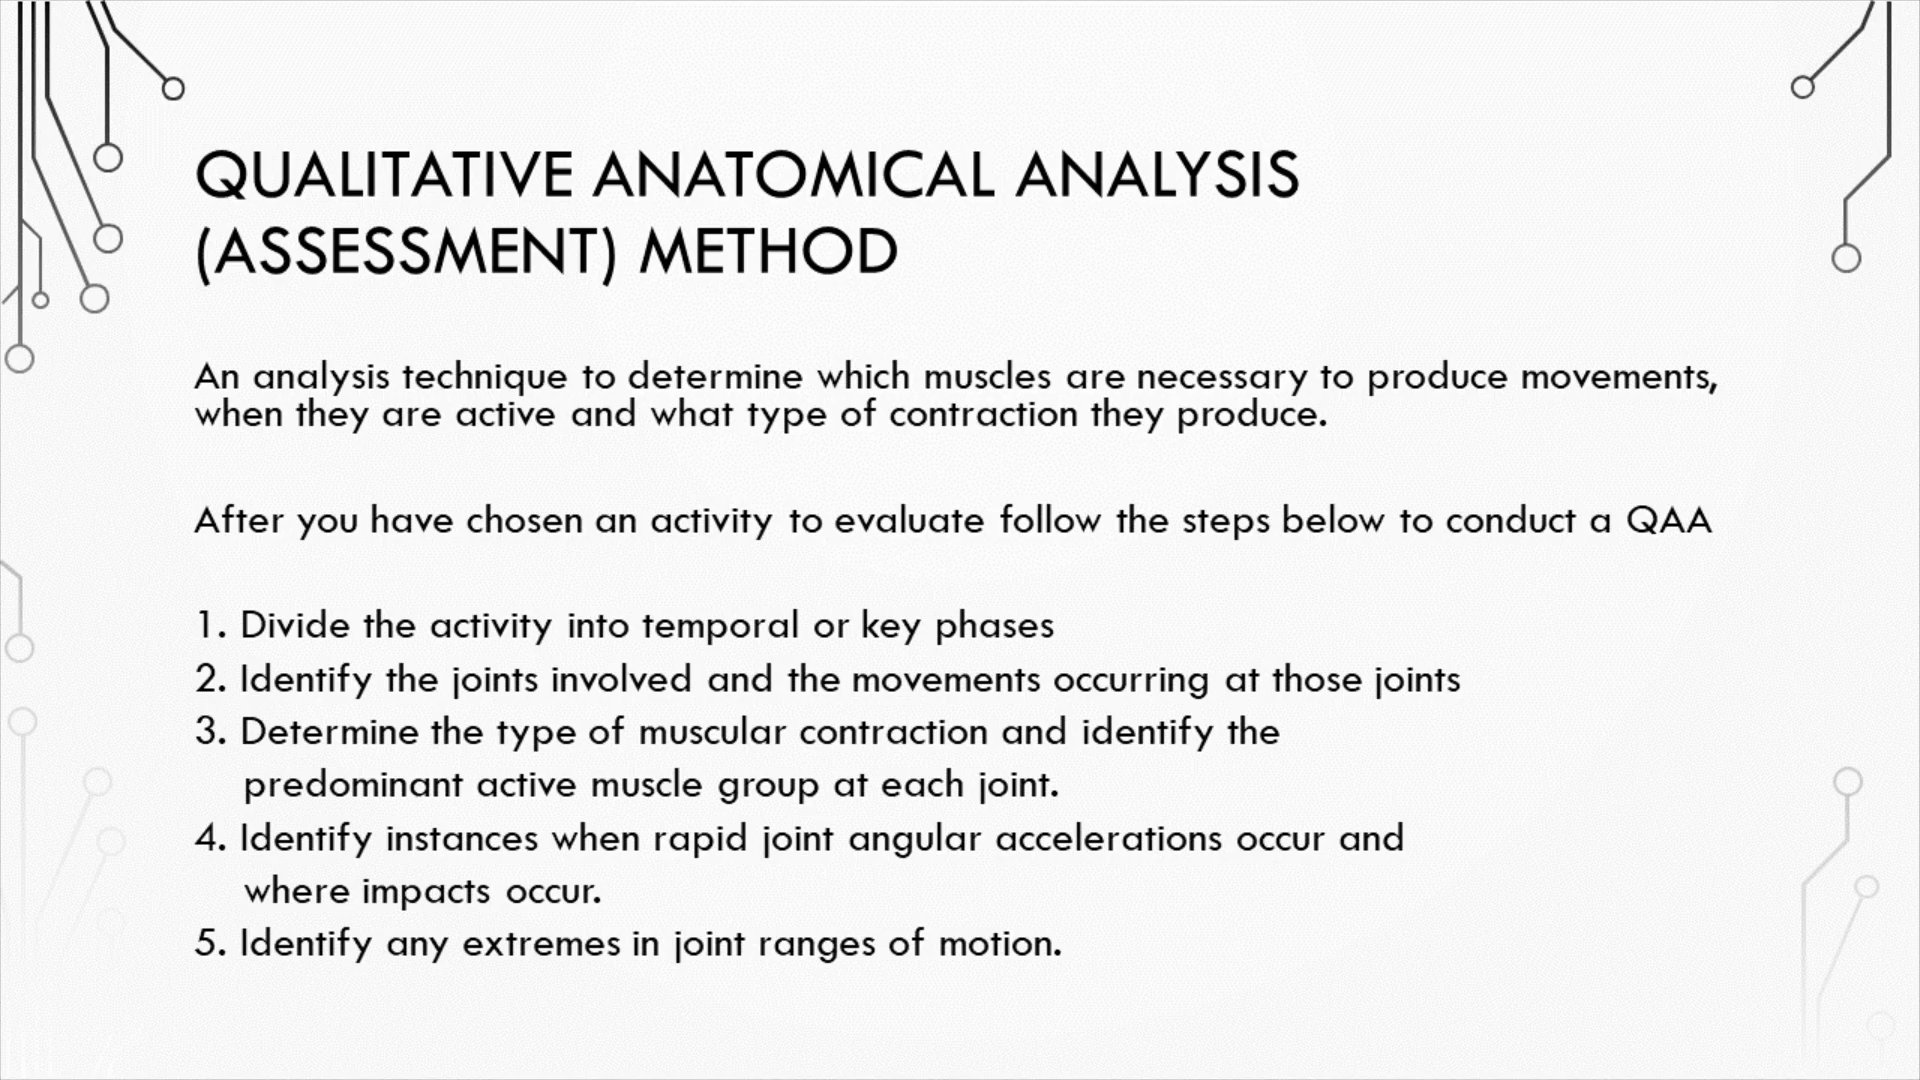 QUALITATIVE ANATOMICAL ANALYSIS
(ASSESSMENT) METHOD
An analysis technique to determine which muscles are necessary to produce movements,
when they are active and what type of contraction they produce.
After you have chosen an activity to evaluate follow the steps below to conduct a QAA
1. Divide the activity into temporal or key phases
2. Identify the joints involved and the movements occurring at those joints
3. Determine the type of muscular contraction and identify the
predominant active muscle group at each joint.
4. Identify instances when rapid joint angular accelerations occur and
where impacts occur.
5. Identify any extremes in joint ranges of motion.